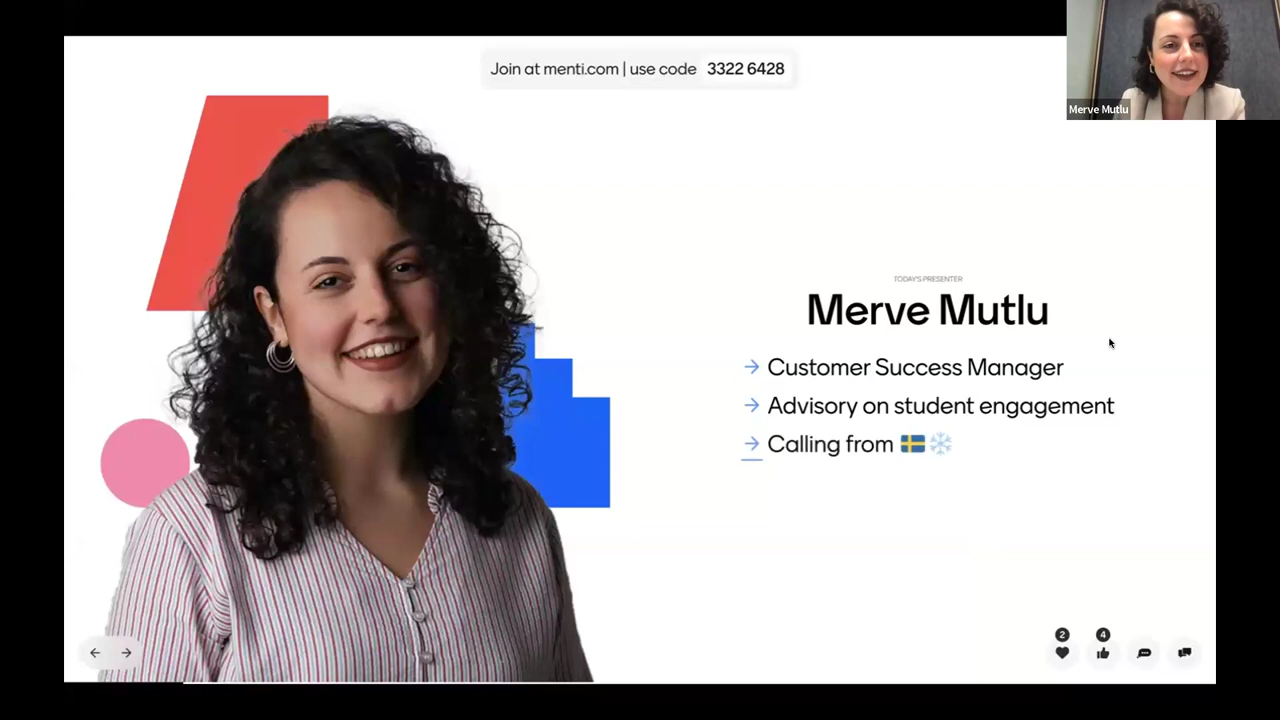 Join at menti.com | use code 3322 6428
Merve Mutlu
TODAY'S PRESENTER
Merve Mutlu
→ Customer Success Manager
→ Advisory on student engagement
→ Calling from 🇸🇪❄️
2 4